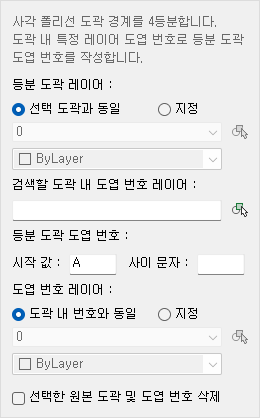 사각 폴리선 도곽 경계를 4등분합니다.
도곽 내 특정 레이어 도엽 번호로 등분 도곽
도엽 번호를 작성합니다.
등분 도곽 레이어 :
선택 도곽과 동일 지정
0
ByLayer
검색할 도곽 내 도엽 번호 레이어 :
등분 도곽 도엽 번호 :
시작 값 : A 사이 문자 :
도엽 번호 레이어 :
도곽 내 번호와 동일 지정
0
ByLayer
선택한 원본 도곽 및 도엽 번호 삭제